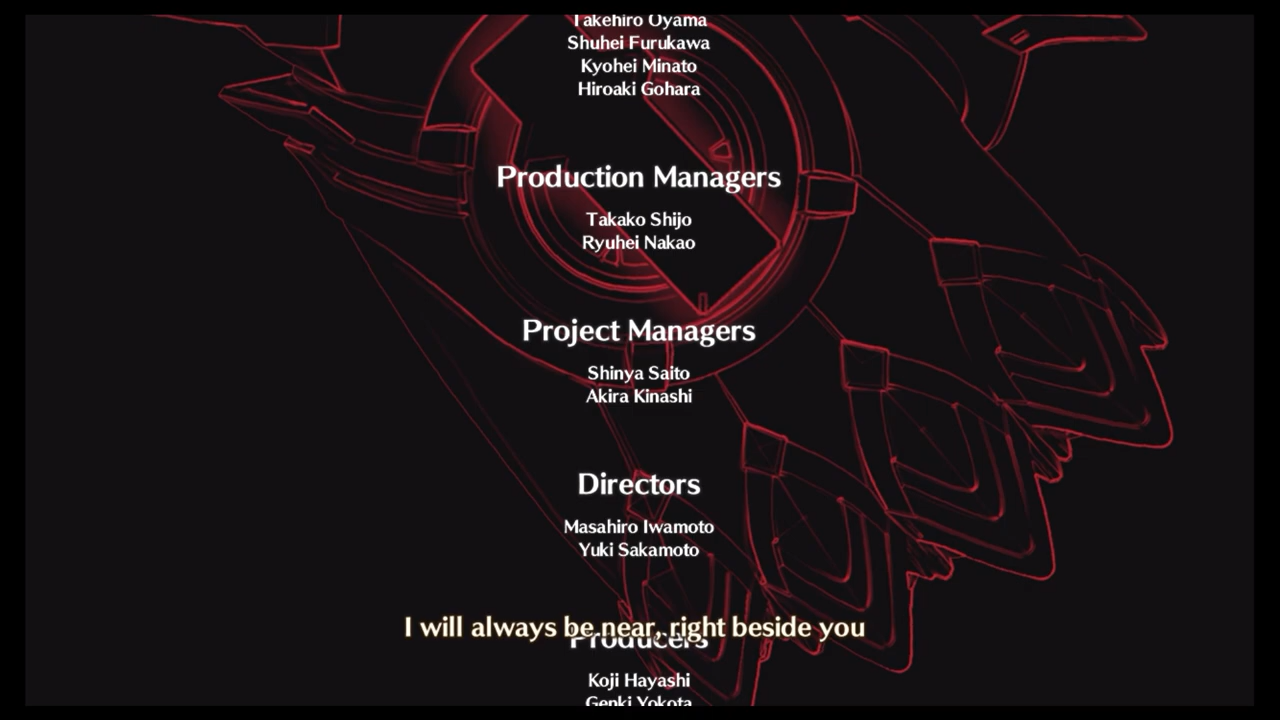 Takehiro Oyama
Shuhei Furukawa
Kyohei Minato
Hiroaki Gohara
Production Managers
Takako Shijo
Ryuhei Nakao
Project Managers
Shinya Saito
Akira Kinashi
Directors
Masahiro Iwamoto
Yuki Sakamoto
I will always be near, right beside you
Producers
Koji Hayashi
Genki Yokota